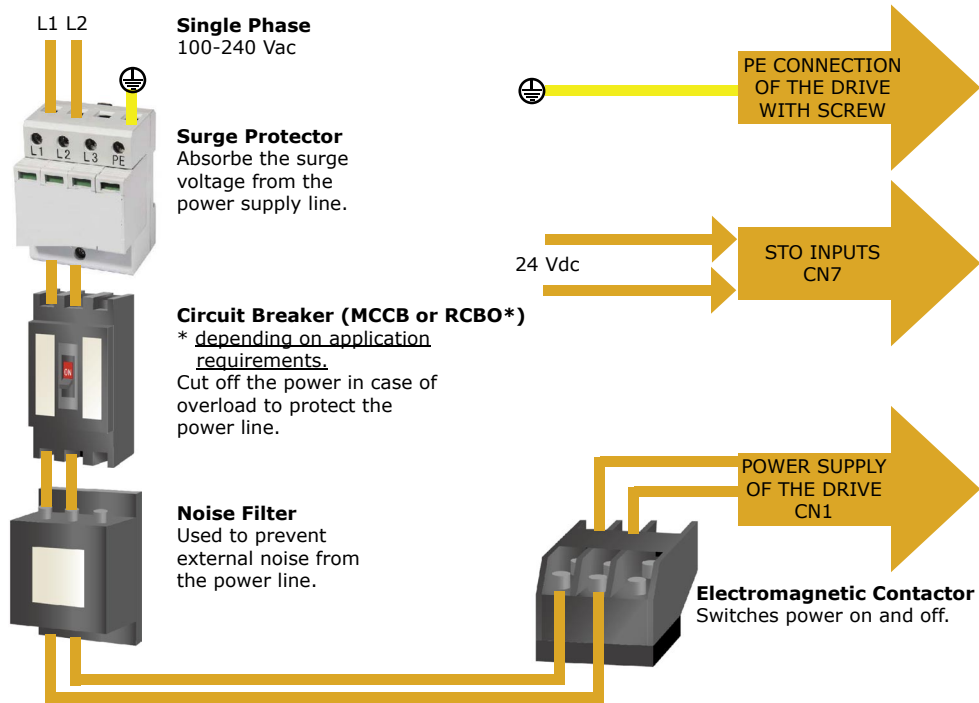 L1 L2
Single Phase
100-240 Vac
L1 L2 L3 PE
Surge Protector
Absorbe the surge
voltage from the
power supply line.
Circuit Breaker (MCCB or RCBO*)
* depending on application
requirements.
Cut off the power in case of
overload to protect the
power line.
ON
Noise Filter
Used to prevent
external noise from
the power line.
PE CONNECTION
OF THE DRIVE
WITH SCREW
24 Vdc
STO INPUTS
CN7
POWER SUPPLY
OF THE DRIVE
CN1
Electromagnetic Contactor
Switches power on and off.